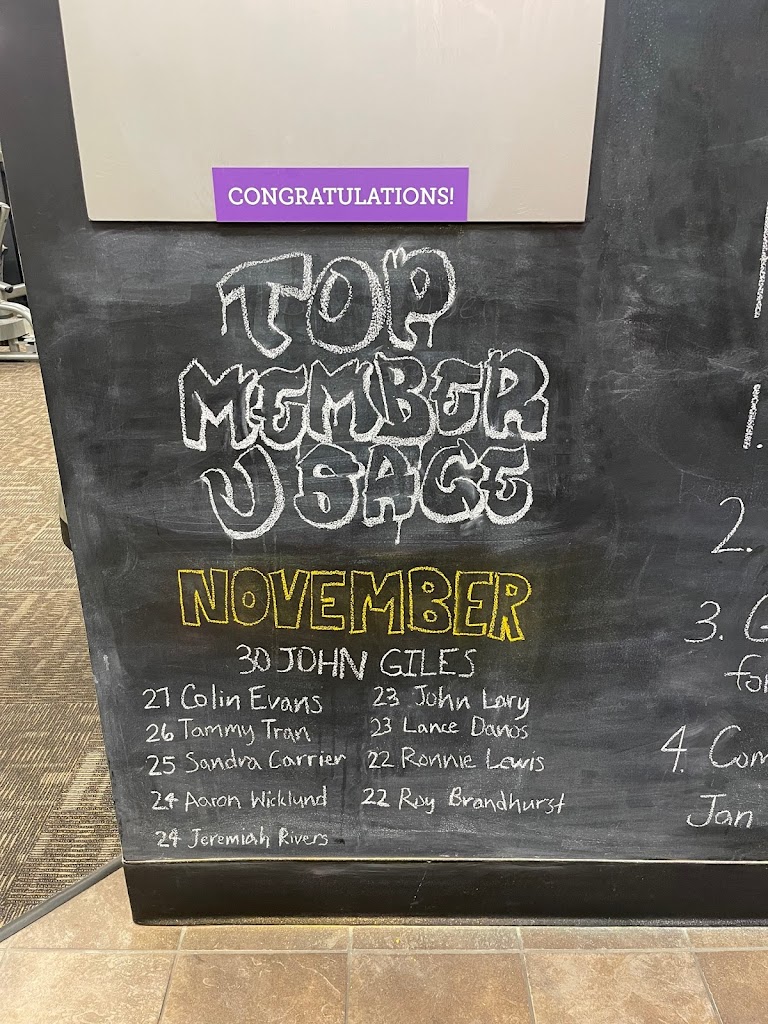 CONGRATULATIONS!
TOP
MEMBER
USAGE
NOVEMBER
30 JOHN GILES
27 Colin Evans
26 Tammy Tran
25 Sandra Carrier
24 Aaron Wicklund
24 Jeremiah Rivers
23 John Lary
23 Lance Danos
22 Ronnie Lewis
22 Roy Brandhurst
2.
3.
for
4. Com
Jan